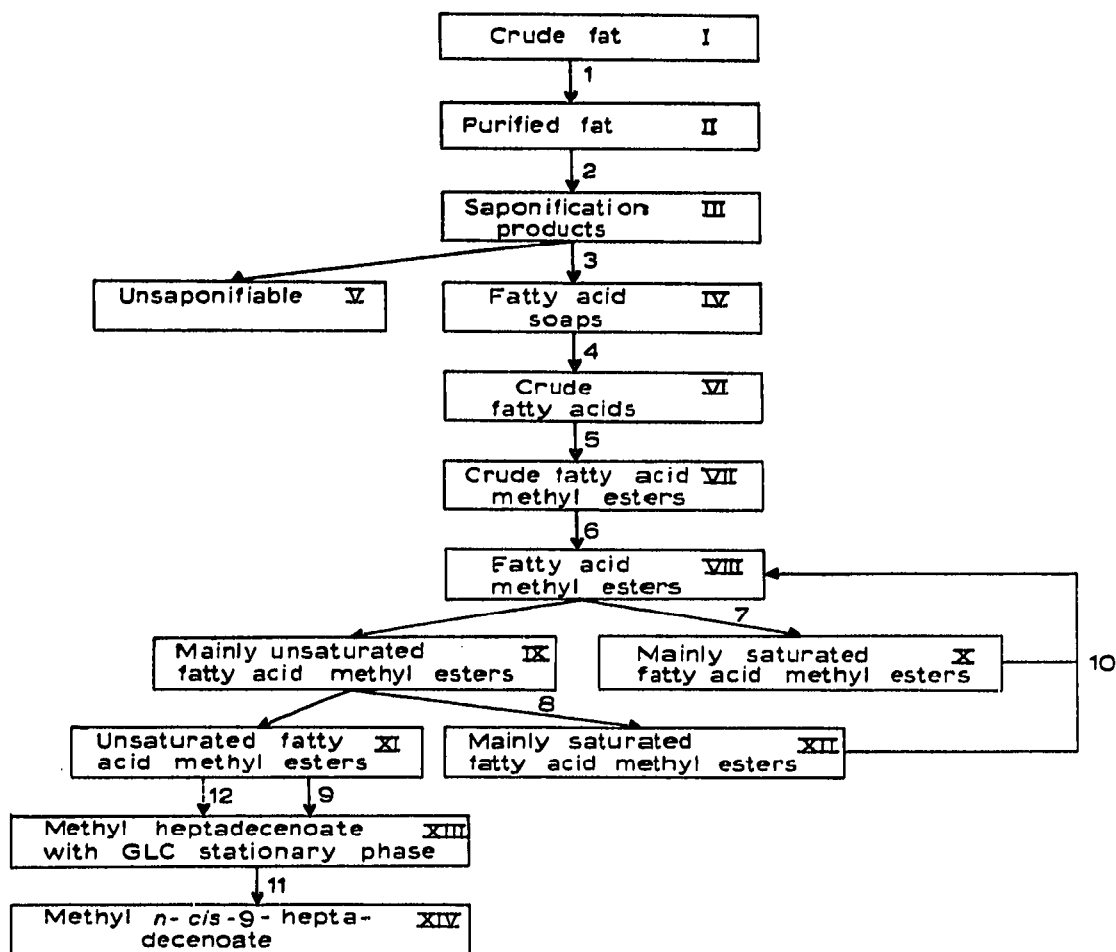 Crude fat I
1
Purified fat II
2
Saponification III
products
3
Unsaponifiable V
Fatty acid IV
soaps
4
Crude VI
fatty acids
5
Crude fatty acid VII
methyl esters
6
Fatty acid VIII
methyl esters
7
Mainly unsaturated IX
fatty acid methyl esters
Mainly saturated X
fatty acid methyl esters
10
8
Unsaturated fatty XI
acid methyl esters
Mainly saturated XII
fatty acid methyl esters
12 9
Methyl heptadecenoate XIII
with GLC stationary phase
11
Methyl n-cis-9-hepta- XIV
decenoate